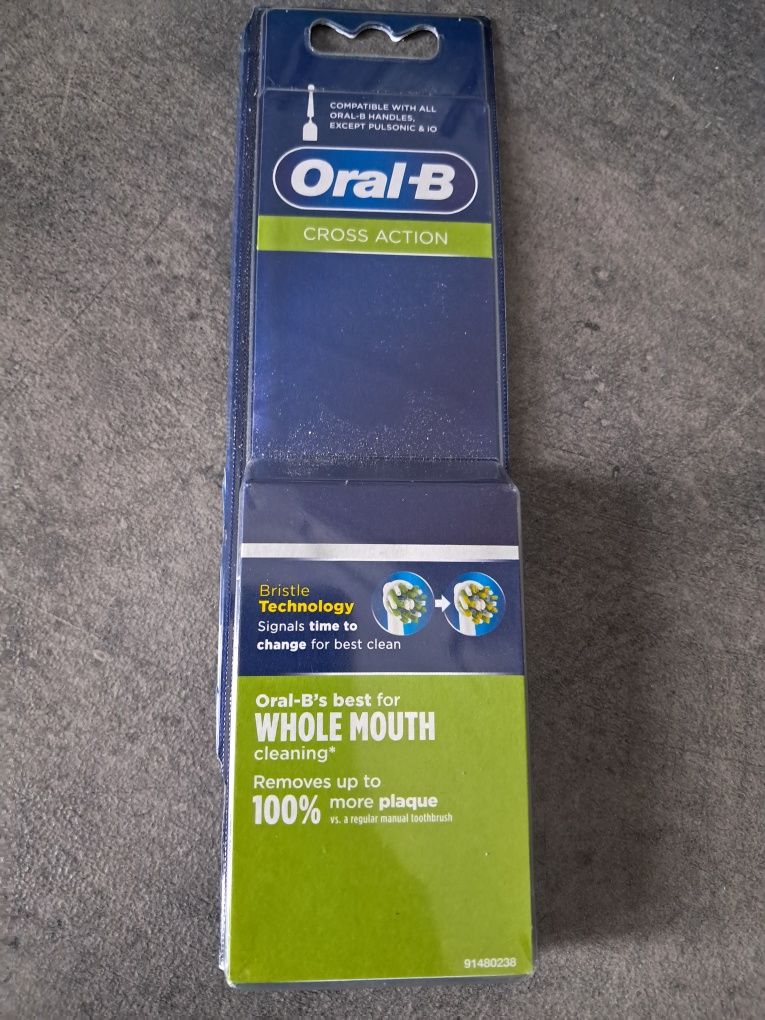 COMPATIBLE WITH ALL
ORAL-B HANDLES,
EXCEPT PULSONIC & iO
Oral-B
CROSS ACTION
Bristle
Technology
Signals time to
change for best clean
Oral-B's best for
WHOLE MOUTH
cleaning*
Removes up to
100% more plaque
vs. a regular manual toothbrush
91480238